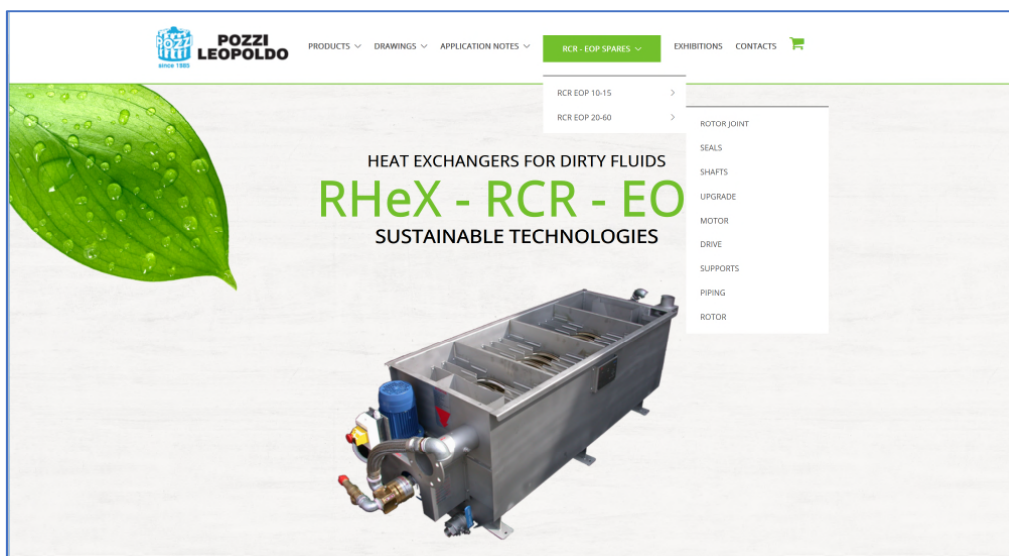 POZZI
POZZI
LEOPOLDO
since 1880
PRODUCTS
DRAWINGS
APPLICATION NOTES
RCR - EOP SPARES
EXHIBITIONS
CONTACTS
RCR EOP 10-15
RCR EOP 20-60
ROTOR JOINT
SEALS
SHAFTS
UPGRADE
MOTOR
DRIVE
SUPPORTS
PIPING
ROTOR
HEAT EXCHANGERS FOR DIRTY FLUIDS
RHeX - RCR - EO
SUSTAINABLE TECHNOLOGIES